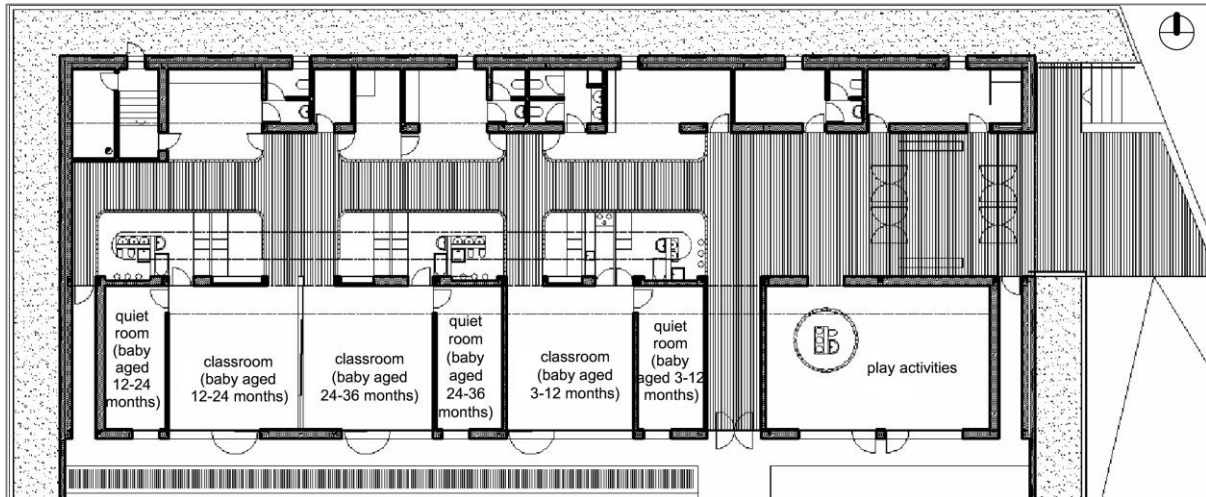 quiet
room
(baby
aged
12-24
months)
classroom
(baby aged
12-24 months)
classroom
(baby aged
24-36 months)
quiet
room
(baby
aged
24-36
months)
classroom
(baby aged
3-12 months)
quiet
room
(baby
aged 3-12
months)
play activities